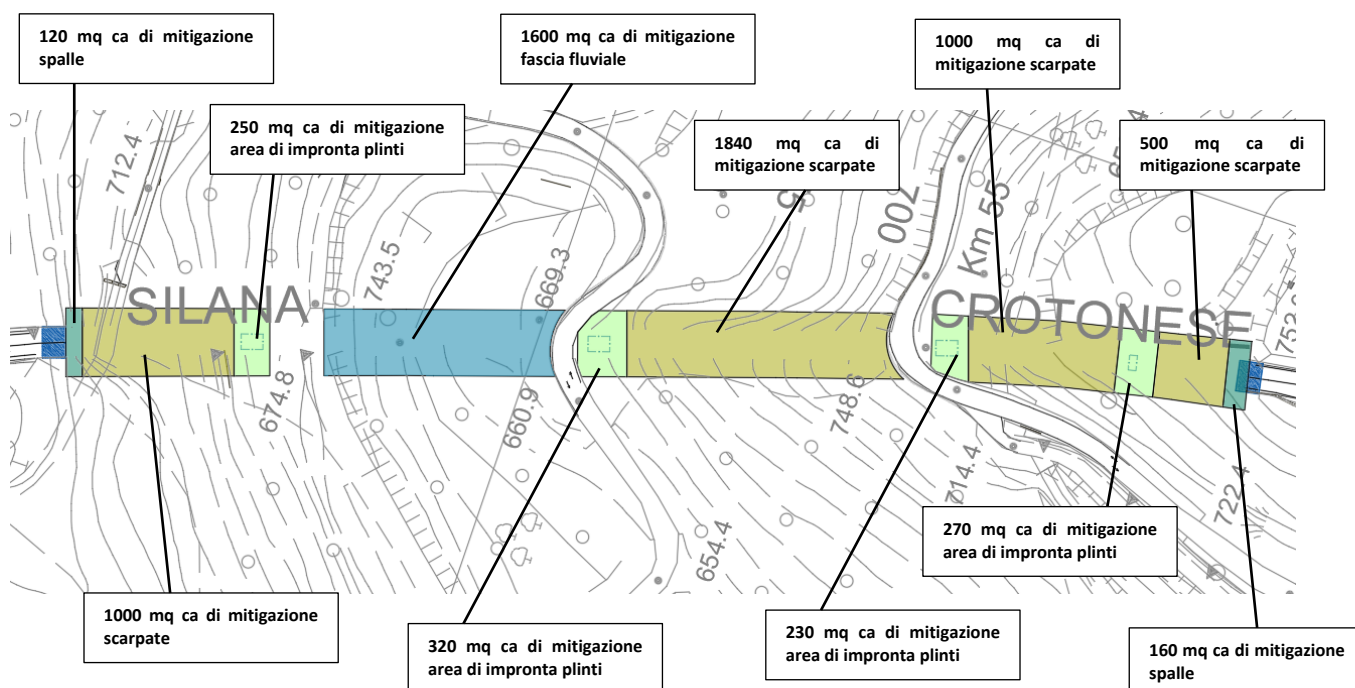 120 mq ca di mitigazione
spalle
1600 mq ca di mitigazione
fascia fluviale
1000 mq ca di
mitigazione scarpate
250 mq ca di mitigazione
area di impronta plinti
1840 mq ca di
mitigazione scarpate
500 mq ca di
mitigazione scarpate
712.4
743.5
669.3
700
Km 55
SILANA
CROTONESE
674.8
660.9
748.6
714.4
722.4
654.4
270 mq ca di mitigazione
area di impronta plinti
1000 mq ca di mitigazione
scarpate
320 mq ca di mitigazione
area di impronta plinti
230 mq ca di mitigazione
area di impronta plinti
160 mq ca di mitigazione
spalle